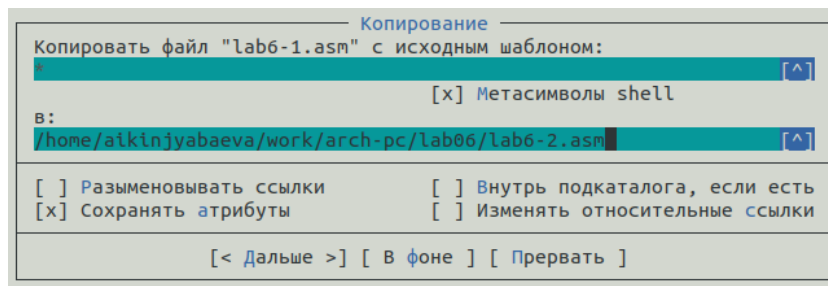 Копирование
Копировать файл "lab6-1.asm" с исходным шаблоном:
* [^]
[x] Метасимволы shell
в:
/home/aikinjyabaeva/work/arch-pc/lab06/lab6-2.asm [^]
[ ] Разыменовывать ссылки [ ] Внутрь подкаталога, если есть
[x] Сохранять атрибуты [ ] Изменять относительные ссылки
[< Дальше >] [ В фоне ] [ Прервать ]